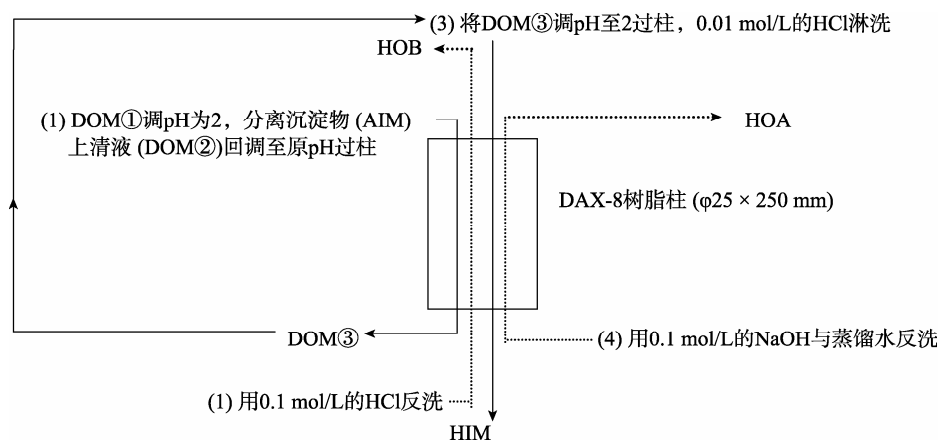 (3) 将DOM③调pH至2过柱，0.01 mol/L的HCl淋洗
HOB
(1) DOM①调pH为2，分离沉淀物 (AIM)
上清液 (DOM②)回调至原pH过柱
HOA
DAX-8树脂柱 (φ25 × 250 mm)
DOM③
(4) 用0.1 mol/L的NaOH与蒸馏水反洗
(1) 用0.1 mol/L的HCl反洗
HIM